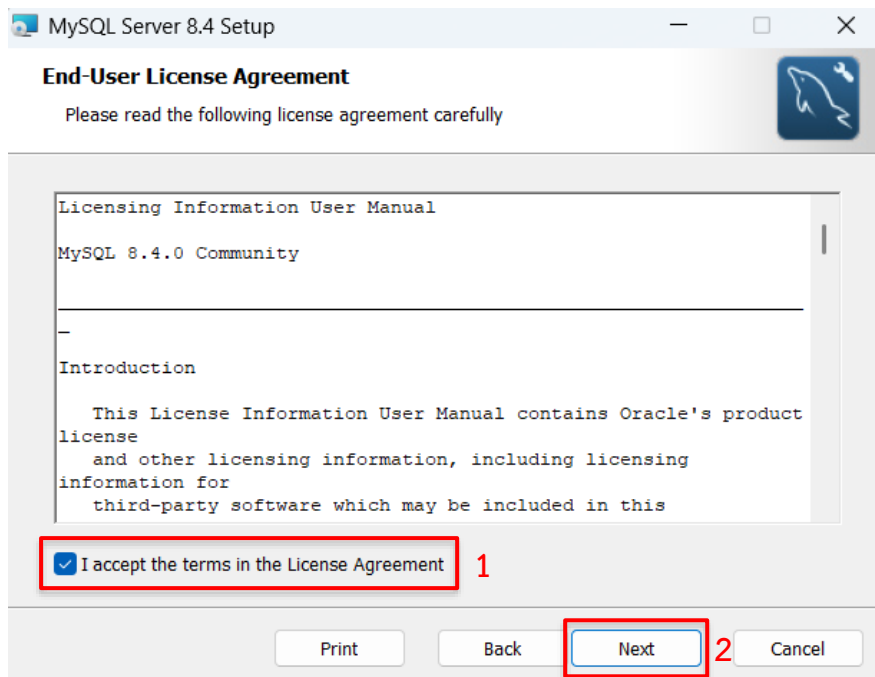 MySQL Server 8.4 Setup
End-User License Agreement
Please read the following license agreement carefully
Licensing Information User Manual
MySQL 8.4.0 Community
Introduction
This License Information User Manual contains Oracle's product
license
and other licensing information, including licensing
information for
third-party software which may be included in this
I accept the terms in the License Agreement 1
Print Back Next 2 Cancel